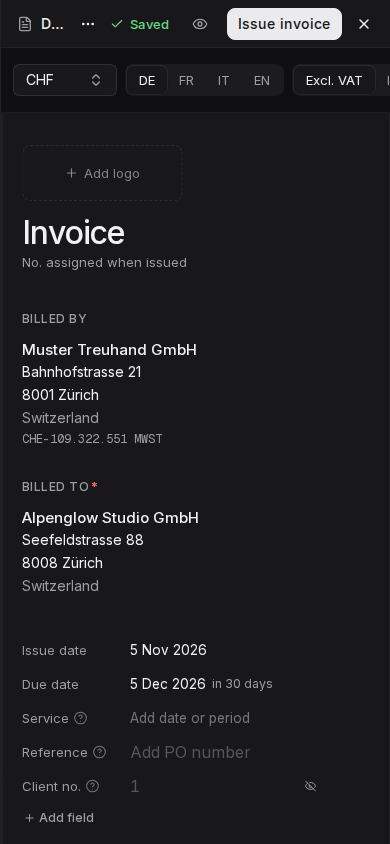 D...
Saved
Issue invoice
CHF
DE FR IT EN
Excl. VAT
Add logo
Invoice
No. assigned when issued
BILLED BY
Muster Treuhand GmbH
Bahnhofstrasse 21
8001 Zürich
Switzerland
CHE-109.322.551 MWST
BILLED TO*
Alpenglow Studio GmbH
Seefeldstrasse 88
8008 Zürich
Switzerland
Issue date 5 Nov 2026
Due date 5 Dec 2026 in 30 days
Service Add date or period
Reference Add PO number
Client no. 1
+ Add field